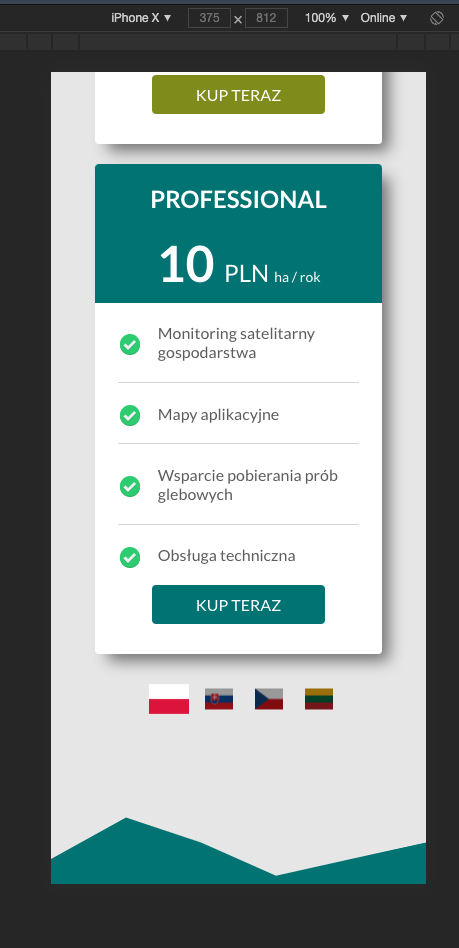 iPhone X ▼ 375 × 812 100% ▼ Online ▼
KUP TERAZ
PROFESSIONAL
10 PLN ha / rok
Monitoring satelitarny
gospodarstwa
Mapy aplikacyjne
Wsparcie pobierania prób
glebowych
Obsługa techniczna
KUP TERAZ